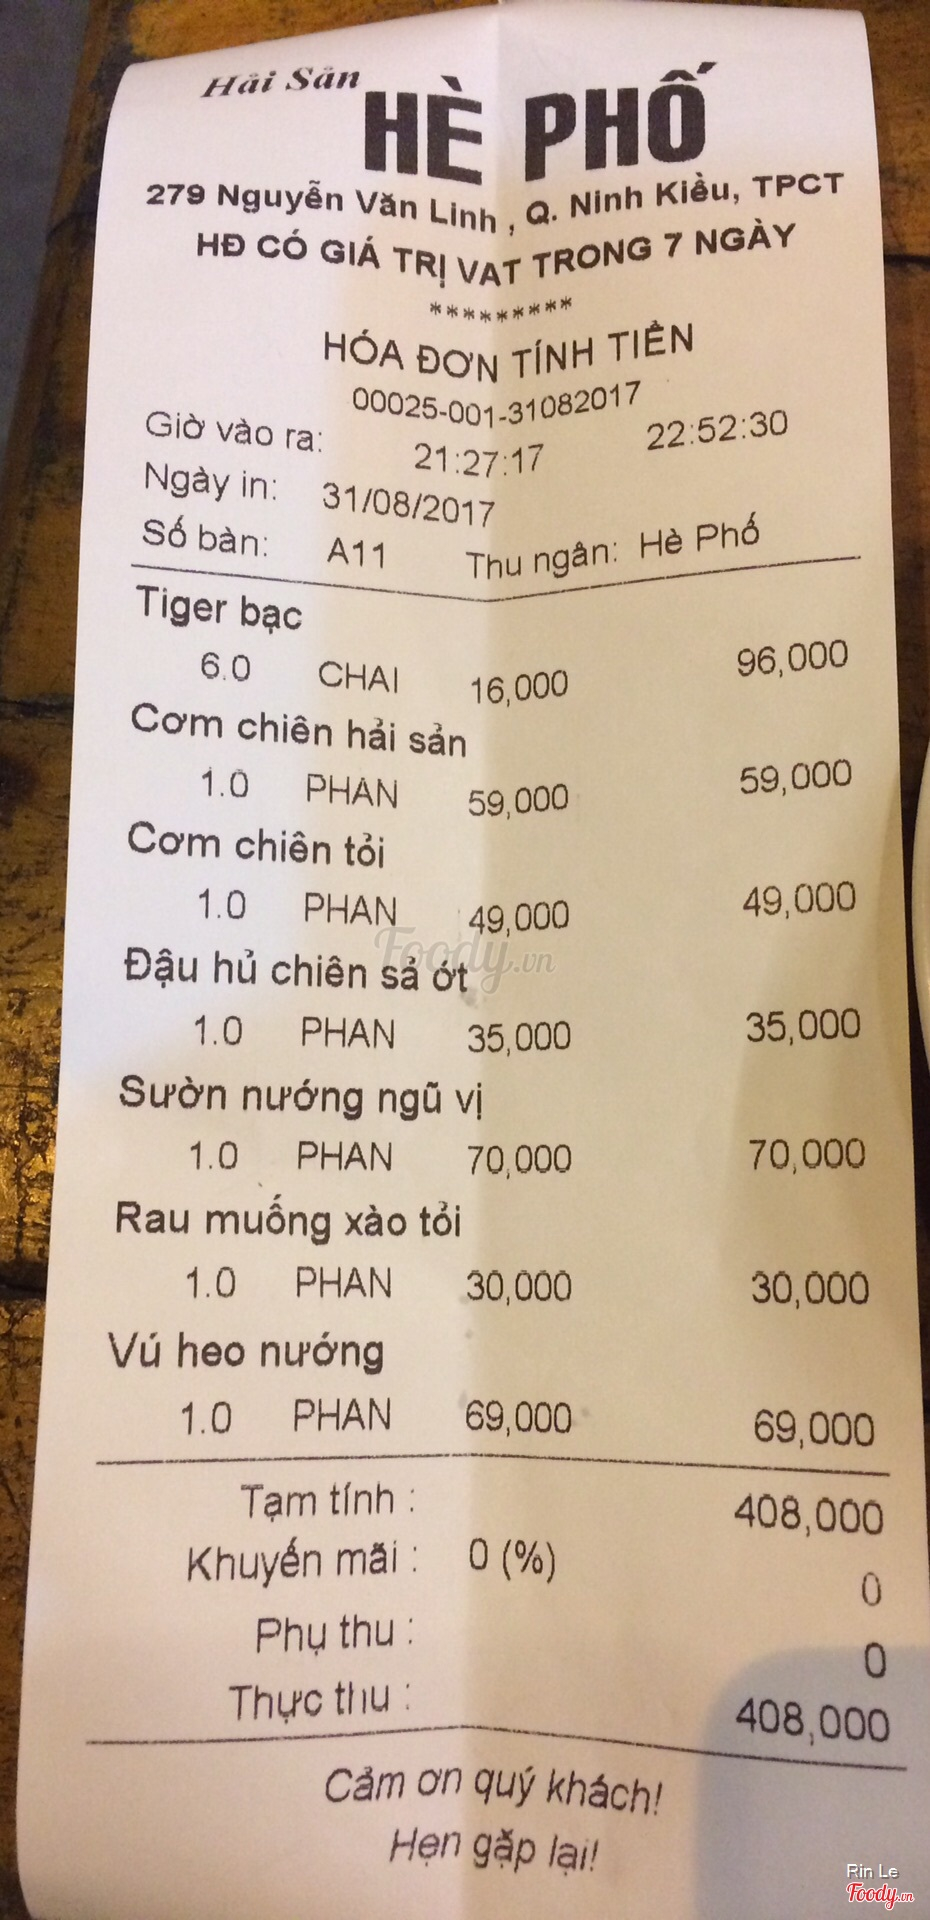 Hải Sản
HÈ PHỐ
279 Nguyễn Văn Linh , Q. Ninh Kiều, TPCT
HĐ CÓ GIÁ TRỊ VAT TRONG 7 NGÀY
*********
HÓA ĐƠN TÍNH TIỀN
00025-001-31082017
Giờ vào ra: 21:27:17 22:52:30
Ngày in: 31/08/2017
Số bàn: A11 Thu ngân: Hè Phố
Tiger bạc
6.0 CHAI 16,000 96,000
Cơm chiên hải sản
1.0 PHAN 59,000 59,000
Cơm chiên tỏi
1.0 PHAN 49,000 49,000
Foody.vn
Đậu hủ chiên sả ớt
1.0 PHAN 35,000 35,000
Sườn nướng ngũ vị
1.0 PHAN 70,000 70,000
Rau muống xào tỏi
1.0 PHAN 30,000 30,000
Vú heo nướng
1.0 PHAN 69,000 69,000
Tạm tính : 408,000
Khuyến mãi : 0 (%) 0
Phụ thu : 0
Thực thu : 408,000
Cảm ơn quý khách!
Hẹn gặp lại!
Rin Le
Foody.vn